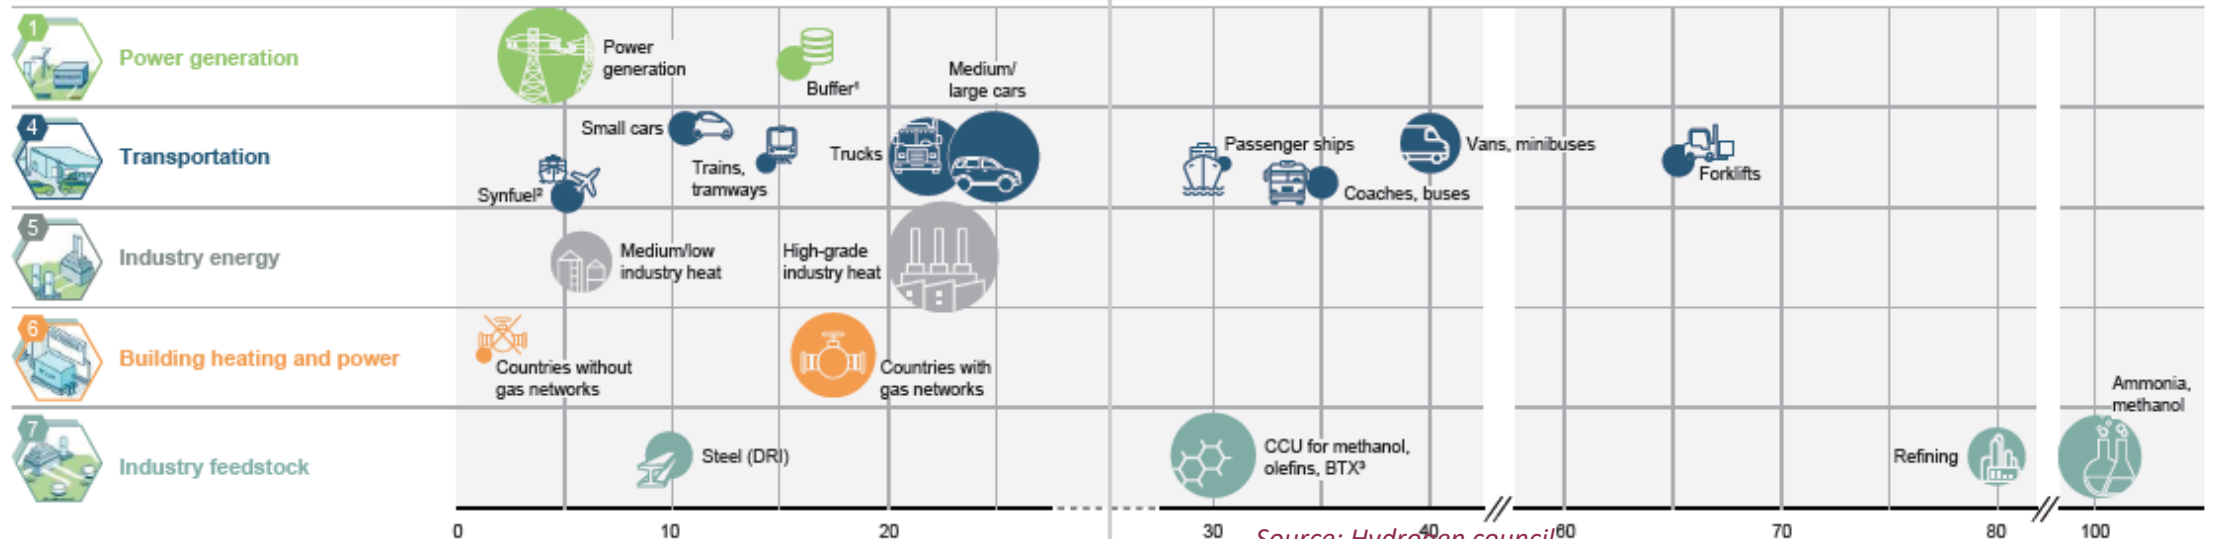 1
Power generation
Power
generation
Buffer¹
Medium/
large cars
4
Transportation
Synfuel²
Small cars
Trains,
tramways
Trucks
Passenger ships
Coaches, buses
Vans, minibuses
Forklifts
5
Industry energy
Medium/low
industry heat
High-grade
industry heat
6
Building heating and power
Countries without
gas networks
Countries with
gas networks
7
Industry feedstock
Steel (DRI)
CCU for methanol,
olefins, BTX³
Refining
Ammonia,
methanol
0 10 20 30 40 60 70 80 100
Source: Hydrogen council